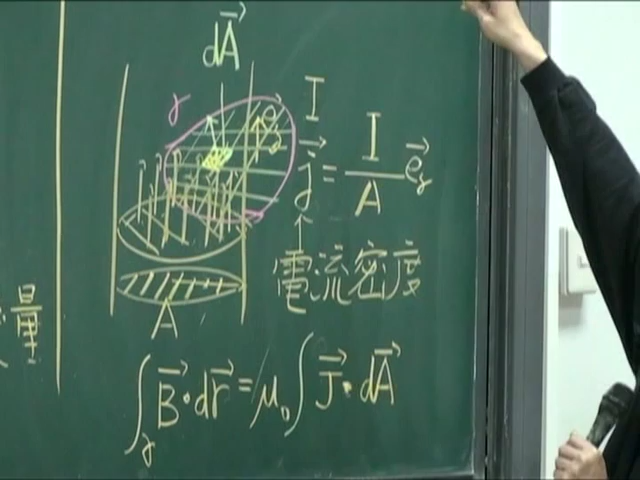 dA⃗
γ
e⃗
I
j⃗ = I/A e⃗ᵧ
電流密度
A
量
∫ᵧ B⃗·dr⃗ = μ₀∫ J⃗·dA⃗